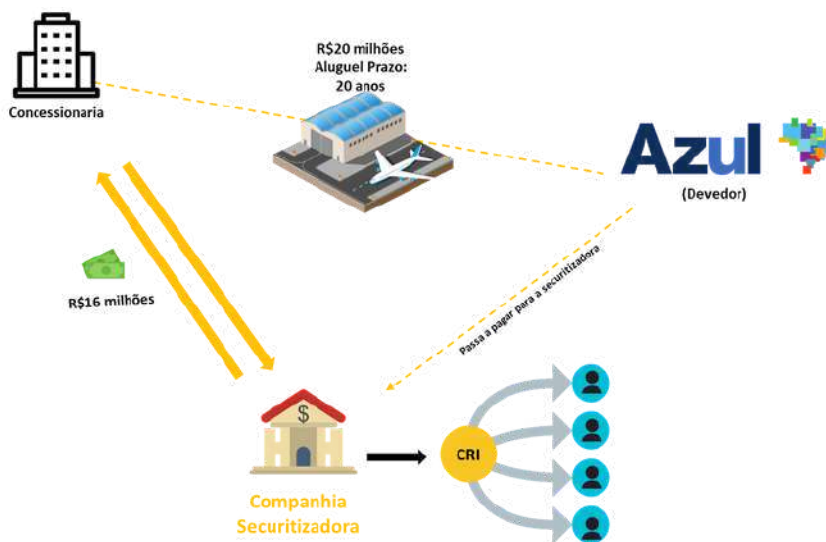 R$20 milhões
Aluguel Prazo:
20 anos
Concessionaria
Azul
(Devedor)
Passa a pagar para a securitizadora
R$16 milhões
$
CRI
Companhia
Securitizadora